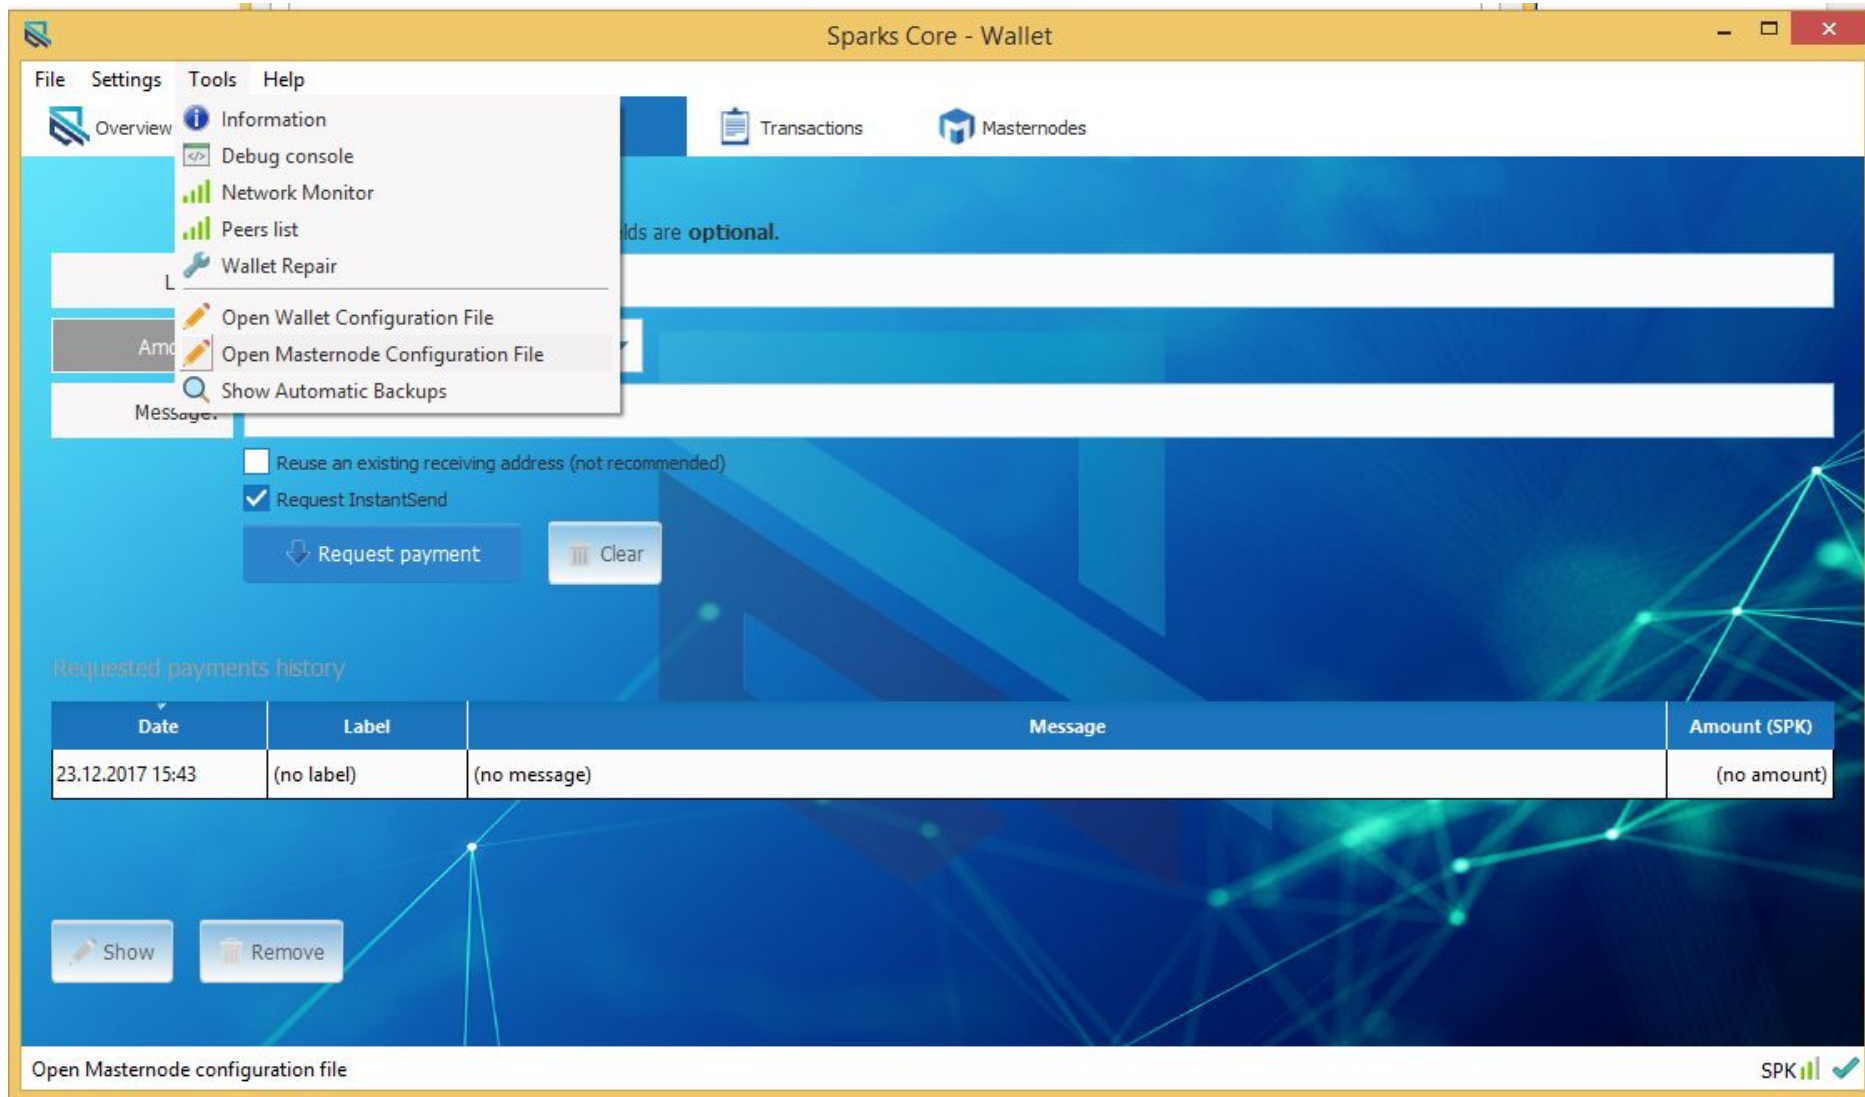 Sparks Core - Wallet
File Settings Tools Help
Overview
Transactions
Masternodes
Information
Debug console
Network Monitor
Peers list
Wallet Repair
Open Wallet Configuration File
Open Masternode Configuration File
Show Automatic Backups
lds are optional.
L
Amo
Message:
Reuse an existing receiving address (not recommended)
Request InstantSend
Request payment
Clear
Requested payments history
Date Label Message Amount (SPK)
23.12.2017 15:43 (no label) (no message) (no amount)
Show
Remove
Open Masternode configuration file
SPK